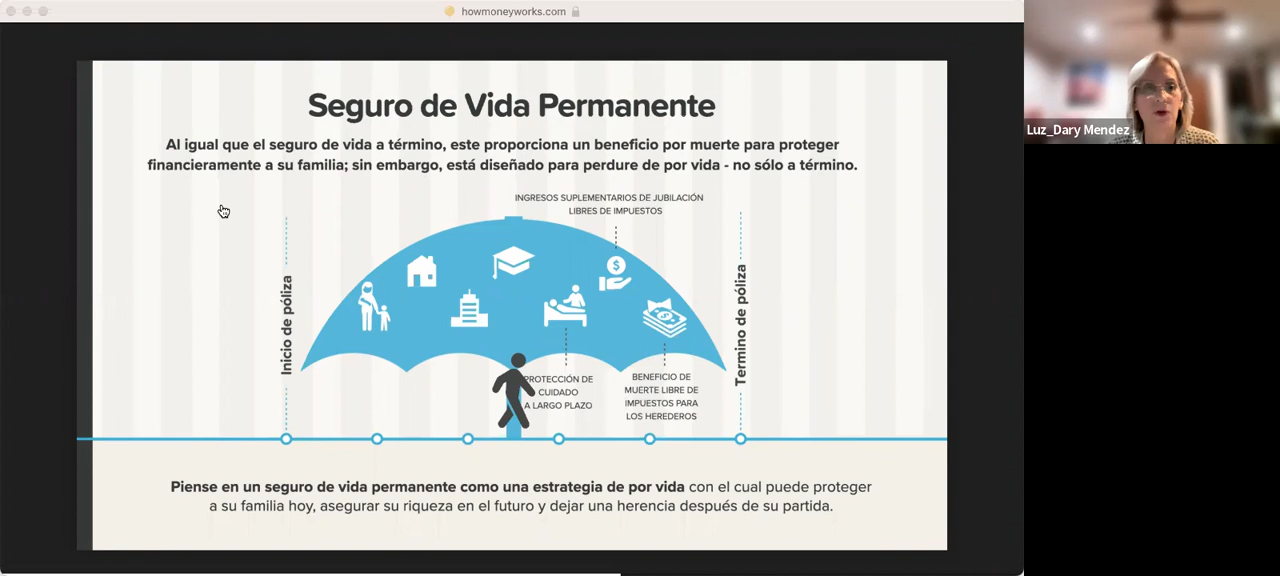 howmoneyworks.com
Seguro de Vida Permanente
Al igual que el seguro de vida a término, este proporciona un beneficio por muerte para proteger
financieramente a su familia; sin embargo, está diseñado para perdure de por vida - no sólo a término.
INGRESOS SUPLEMENTARIOS DE JUBILACIÓN
LIBRES DE IMPUESTOS
Inicio de póliza
Termino de póliza
PROTECCIÓN DE
CUIDADO
A LARGO PLAZO
BENEFICIO DE
MUERTE LIBRE DE
IMPUESTOS PARA
LOS HEREDEROS
Piense en un seguro de vida permanente como una estrategia de por vida con el cual puede proteger
a su familia hoy, asegurar su riqueza en el futuro y dejar una herencia después de su partida.
Luz_Dary Mendez